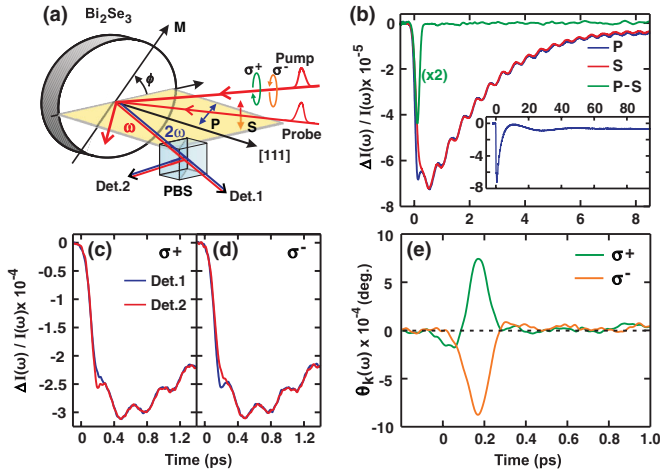 (a)
Bi2Se3
M
ϕ
σ+
σ-
Pump
ω
2ω
P
S
Probe
[111]
Det.2
PBS
Det.1
(b)
ΔI(ω) / I(ω)x 10-5
0
-2
-4
-6
-8
(x2)
P
S
P-S
0
-4
-8
0 20 40 60 80
0 2 4 6 8
(c)
σ+
(d)
σ-
ΔI(ω) / I(ω)x 10-4
0
-0.5
-1
-1.5
-2
-2.5
-3
Det.1
Det.2
0 0.4 0.8 1.2 0 0.4 0.8 1.2
Time (ps)
(e)
σ+
σ-
θk(ω) x 10-4 (deg.)
10
5
0
-5
-10
-0.2 0 0.2 0.4 0.6 0.8 1.0
Time (ps)